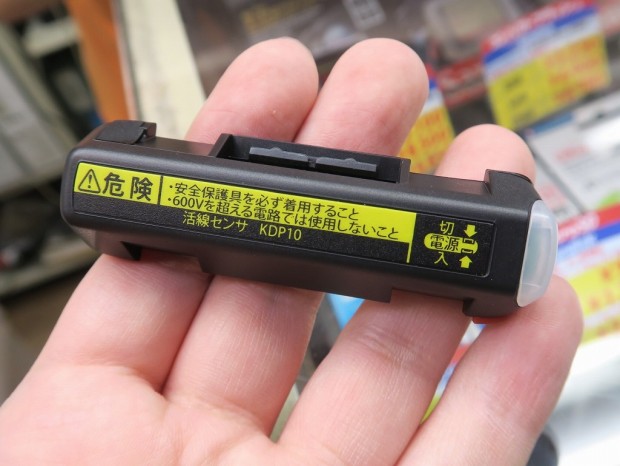 危険
・安全保護具を必ず着用すること
・600Vを超える電路では使用しないこと
活線センサ KDP10
切
電源
入